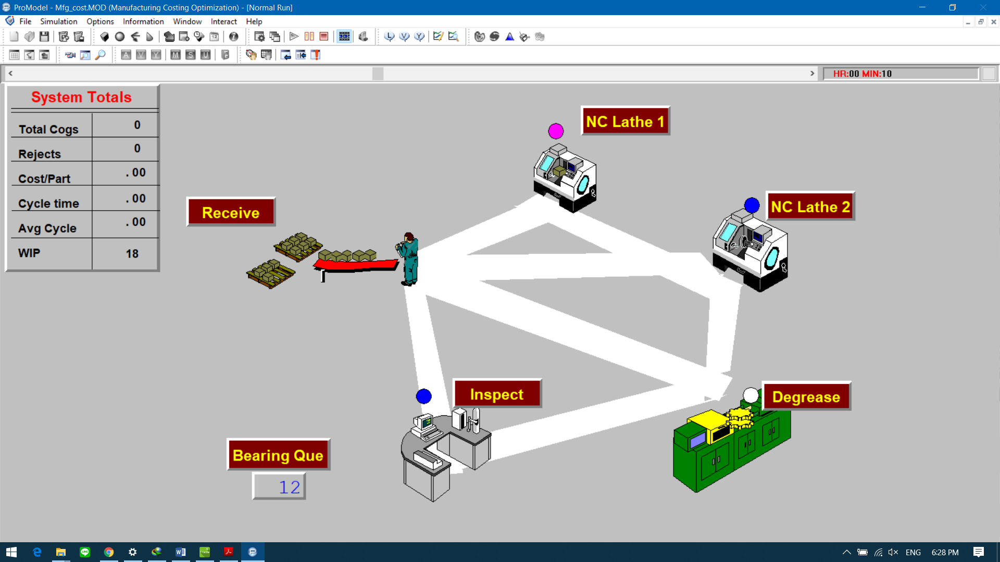 ProModel - Mfg_cost.MOD (Manufacturing Costing Optimization) - [Normal Run]
File Simulation Options Information Window Interact Help
L V Y
A V Y M S U
HR:00 MIN:10
System Totals
Total Cogs 0
Rejects 0
Cost/Part .00
Cycle time .00
Avg Cycle .00
WIP 18
NC Lathe 1
NC Lathe 2
Receive
Inspect
Degrease
Bearing Que
12
ENG 6:28 PM